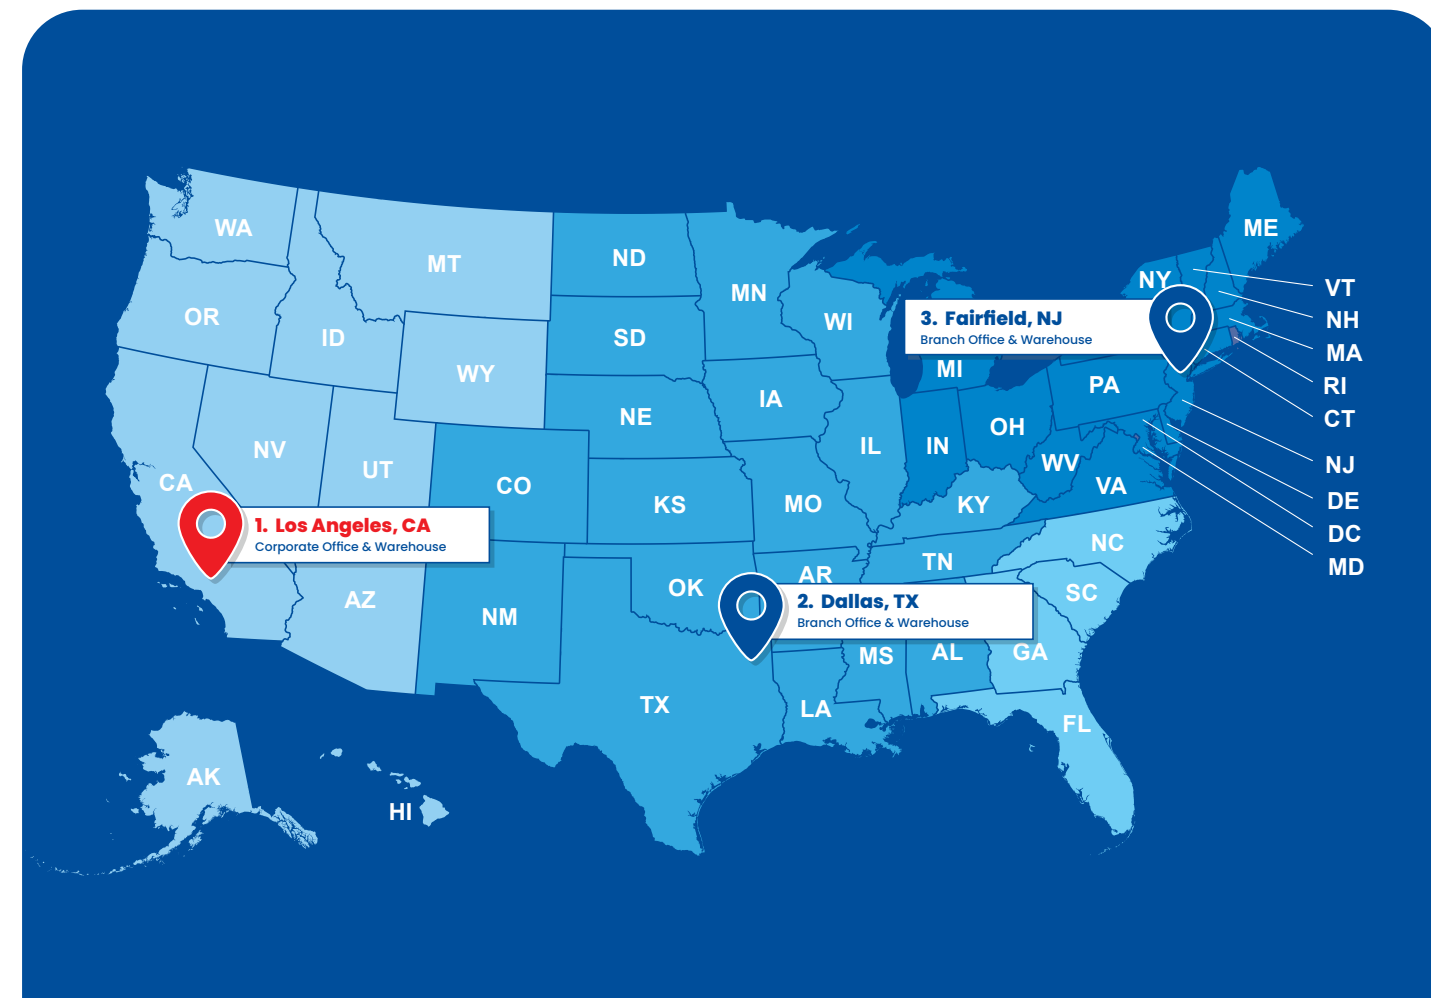 WA
MT
ND
MN
ME
OR
ID
WY
SD
WI
NY
VT
NH
MA
RI
CT
NJ
DE
DC
MD
3. Fairfield, NJ
Branch Office & Warehouse
MI
PA
NE
IA
IL
IN
OH
WV
VA
NV
UT
CO
KS
MO
KY
CA
1. Los Angeles, CA
Corporate Office & Warehouse
AZ
NM
OK
AR
TN
NC
SC
2. Dallas, TX
Branch Office & Warehouse
MS
AL
GA
TX
LA
FL
AK
HI